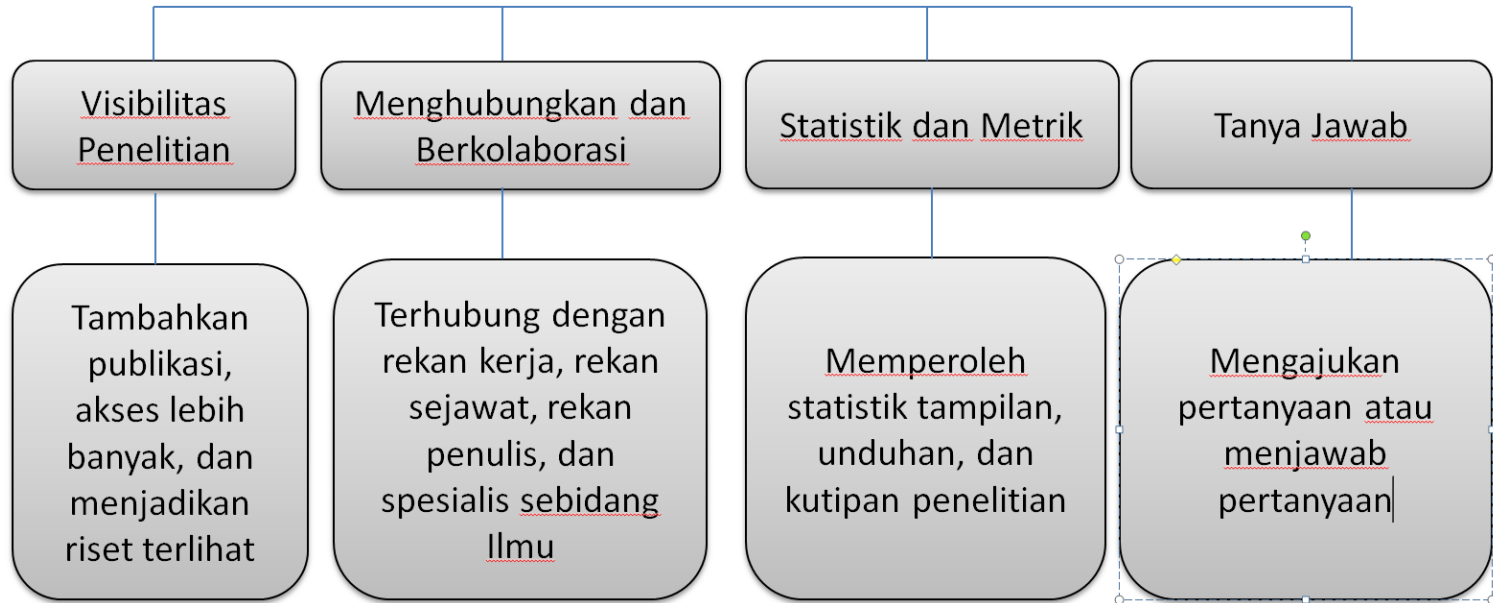 Visibilitas
Penelitian
Menghubungkan dan
Berkolaborasi
Statistik dan Metrik
Tanya Jawab
Tambahkan
publikasi,
akses lebih
banyak, dan
menjadikan
riset terlihat
Terhubung dengan
rekan kerja, rekan
sejawat, rekan
penulis, dan
spesialis sebidang
Ilmu
Memperoleh
statistik tampilan,
unduhan, dan
kutipan penelitian
Mengajukan
pertanyaan atau
menjawab
pertanyaan